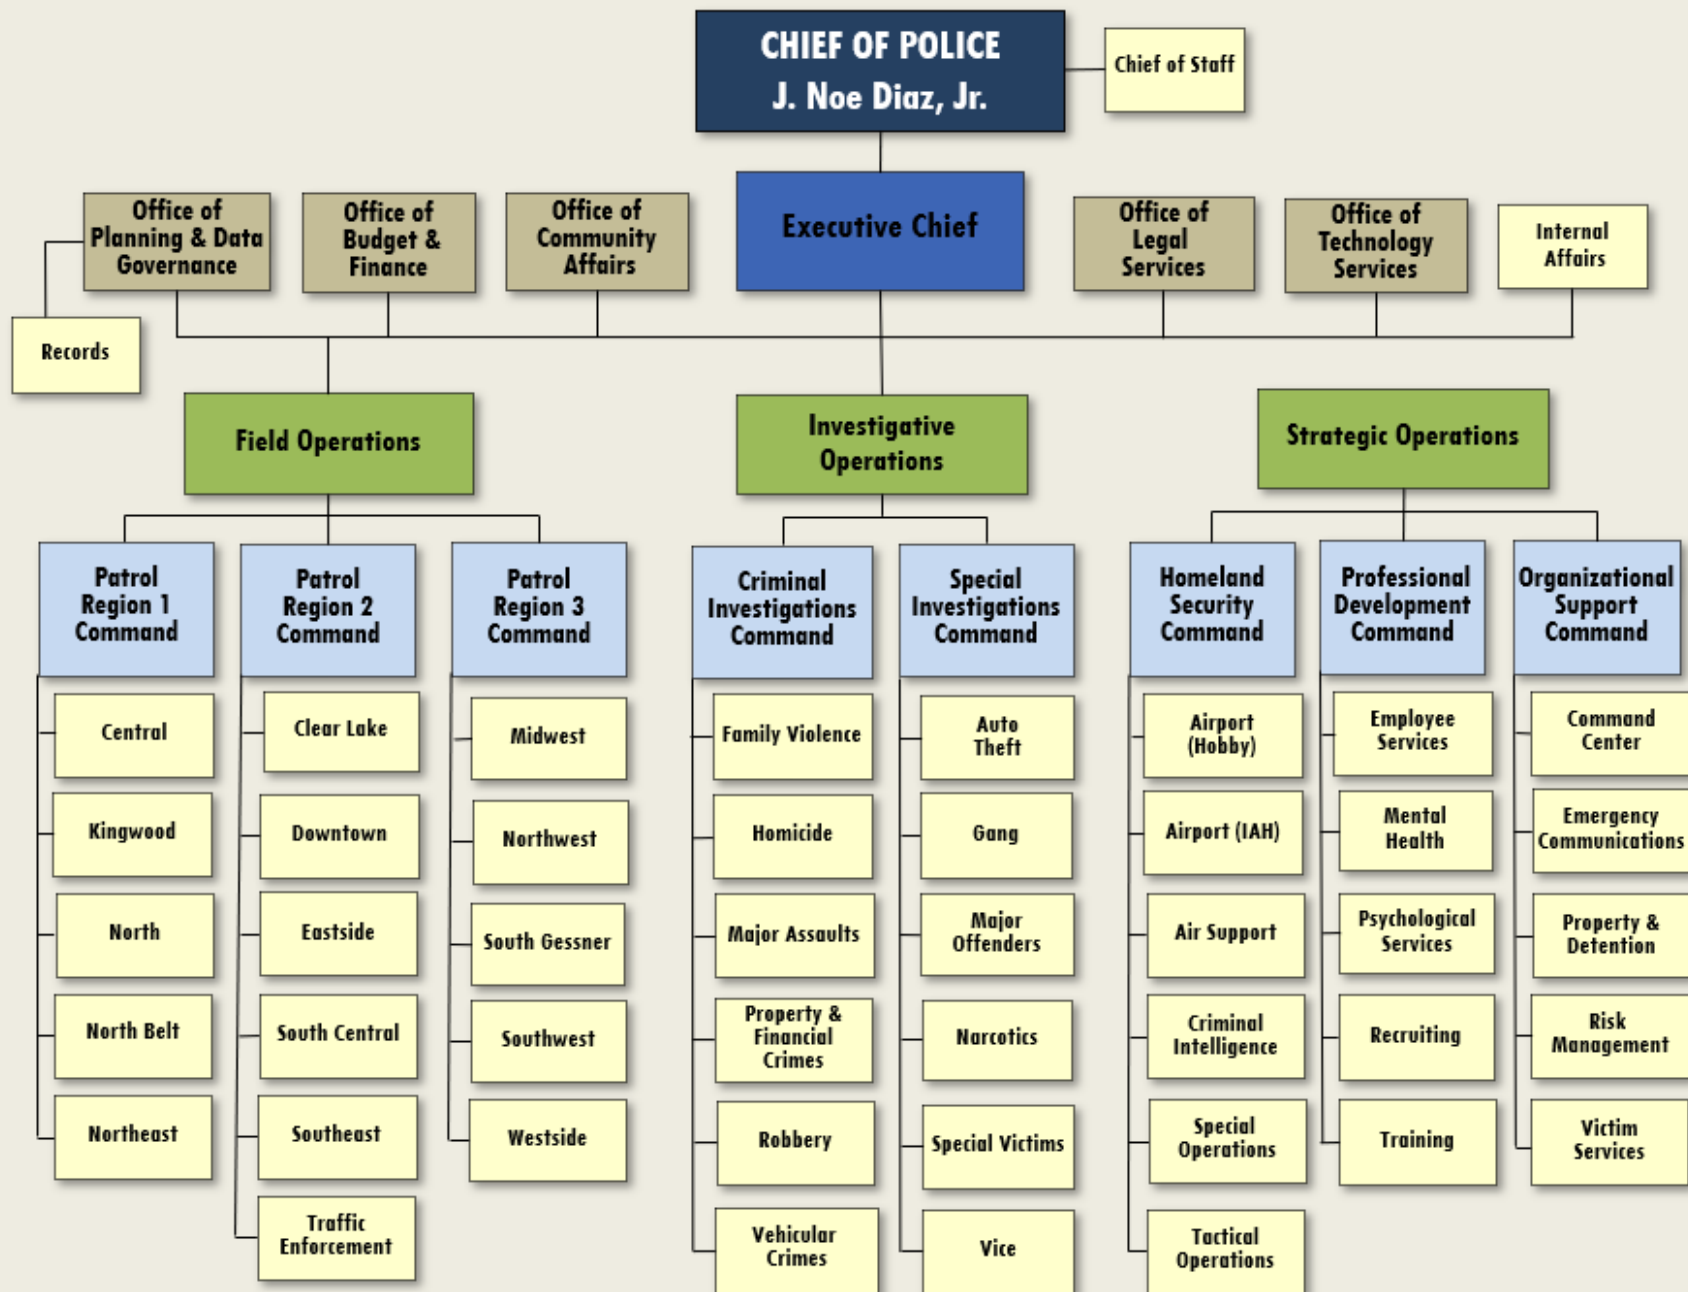 CHIEF OF POLICE
J. Noe Diaz, Jr.
Chief of Staff
Office of
Planning & Data
Governance
Office of
Budget &
Finance
Office of
Community
Affairs
Executive Chief
Office of
Legal
Services
Office of
Technology
Services
Internal
Affairs
Records
Field Operations
Investigative
Operations
Strategic Operations
Patrol
Region 1
Command
Patrol
Region 2
Command
Patrol
Region 3
Command
Criminal
Investigations
Command
Special
Investigations
Command
Homeland
Security
Command
Professional
Development
Command
Organizational
Support
Command
Central
Kingwood
North
North Belt
Northeast
Clear Lake
Downtown
Eastside
South Central
Southeast
Traffic
Enforcement
Midwest
Northwest
South Gessner
Southwest
Westside
Family Violence
Homicide
Major Assaults
Property &
Financial
Crimes
Robbery
Vehicular
Crimes
Auto
Theft
Gang
Major
Offenders
Narcotics
Special Victims
Vice
Airport
(Hobby)
Airport (IAH)
Air Support
Criminal
Intelligence
Special
Operations
Tactical
Operations
Employee
Services
Mental
Health
Psychological
Services
Recruiting
Training
Command
Center
Emergency
Communications
Property &
Detention
Risk
Management
Victim
Services